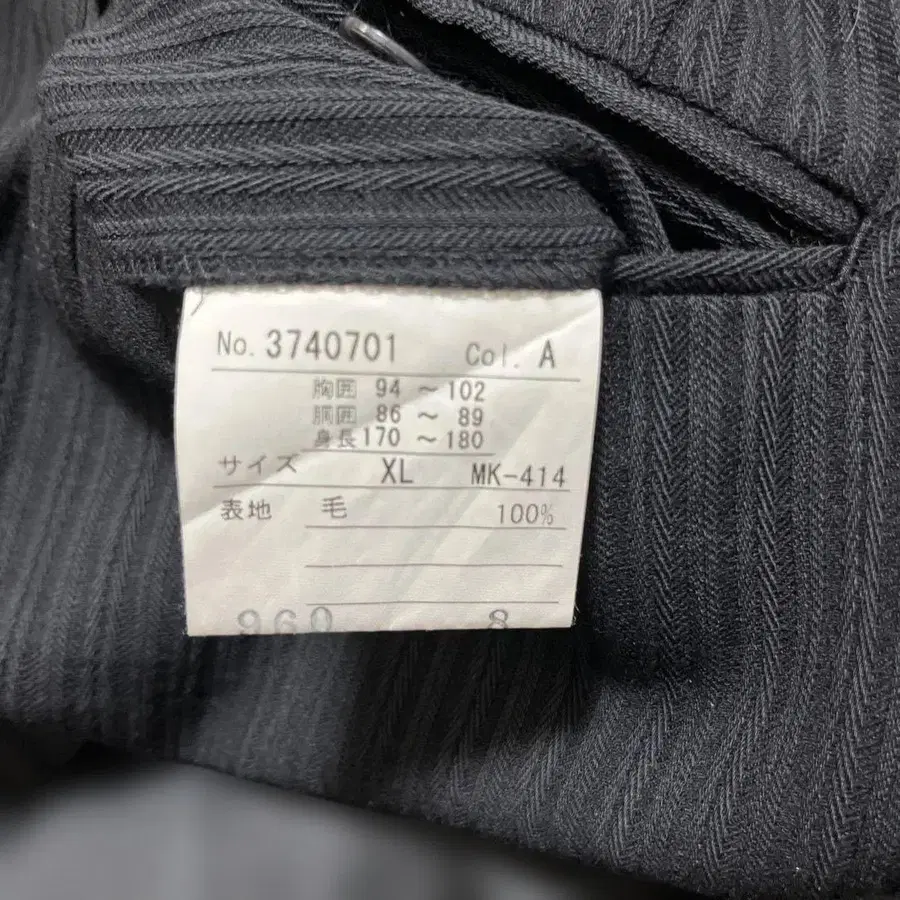 No. 3740701 Col. A
胸囲 94 ～ 102
胴囲 86 ～ 89
身長 170 ～ 180
サイズ XL MK-414
表地 毛 100%
960 8